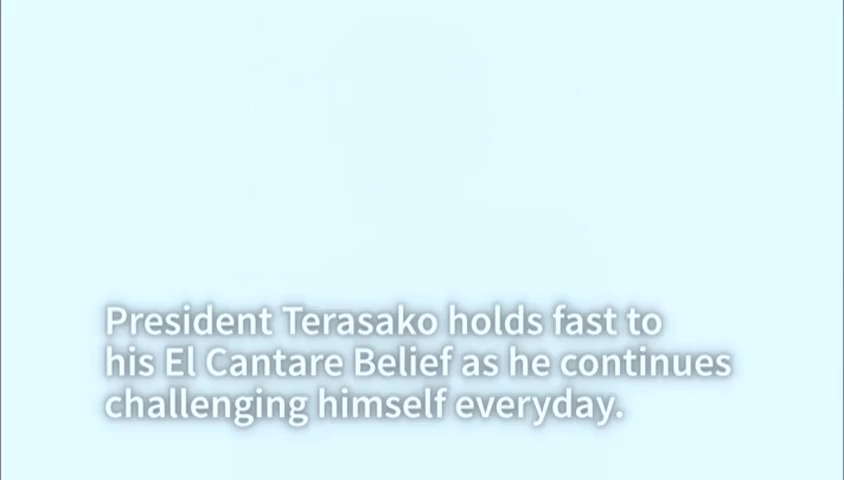 President Terasako holds fast to
his El Cantare Belief as he continues
challenging himself everyday.